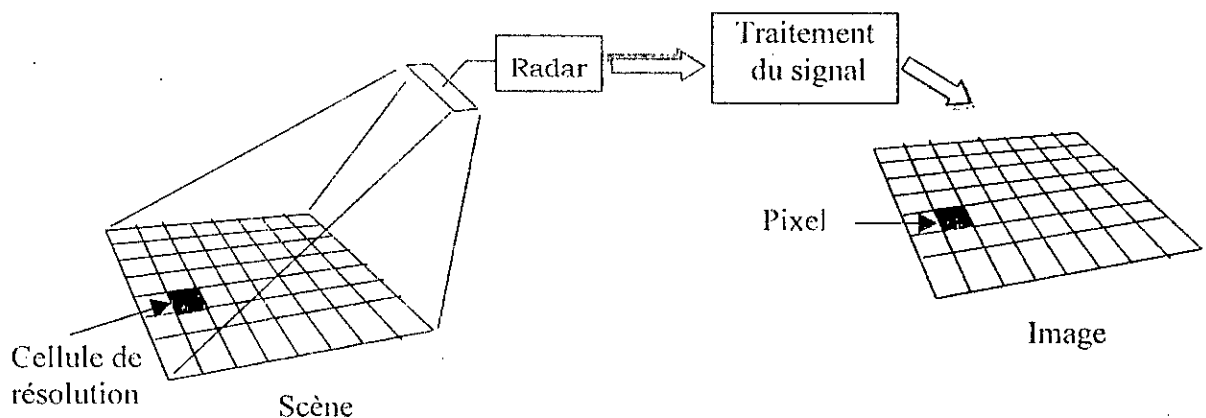 Radar
Traitement
du signal
Pixel
Cellule de
résolution
Scène
Image